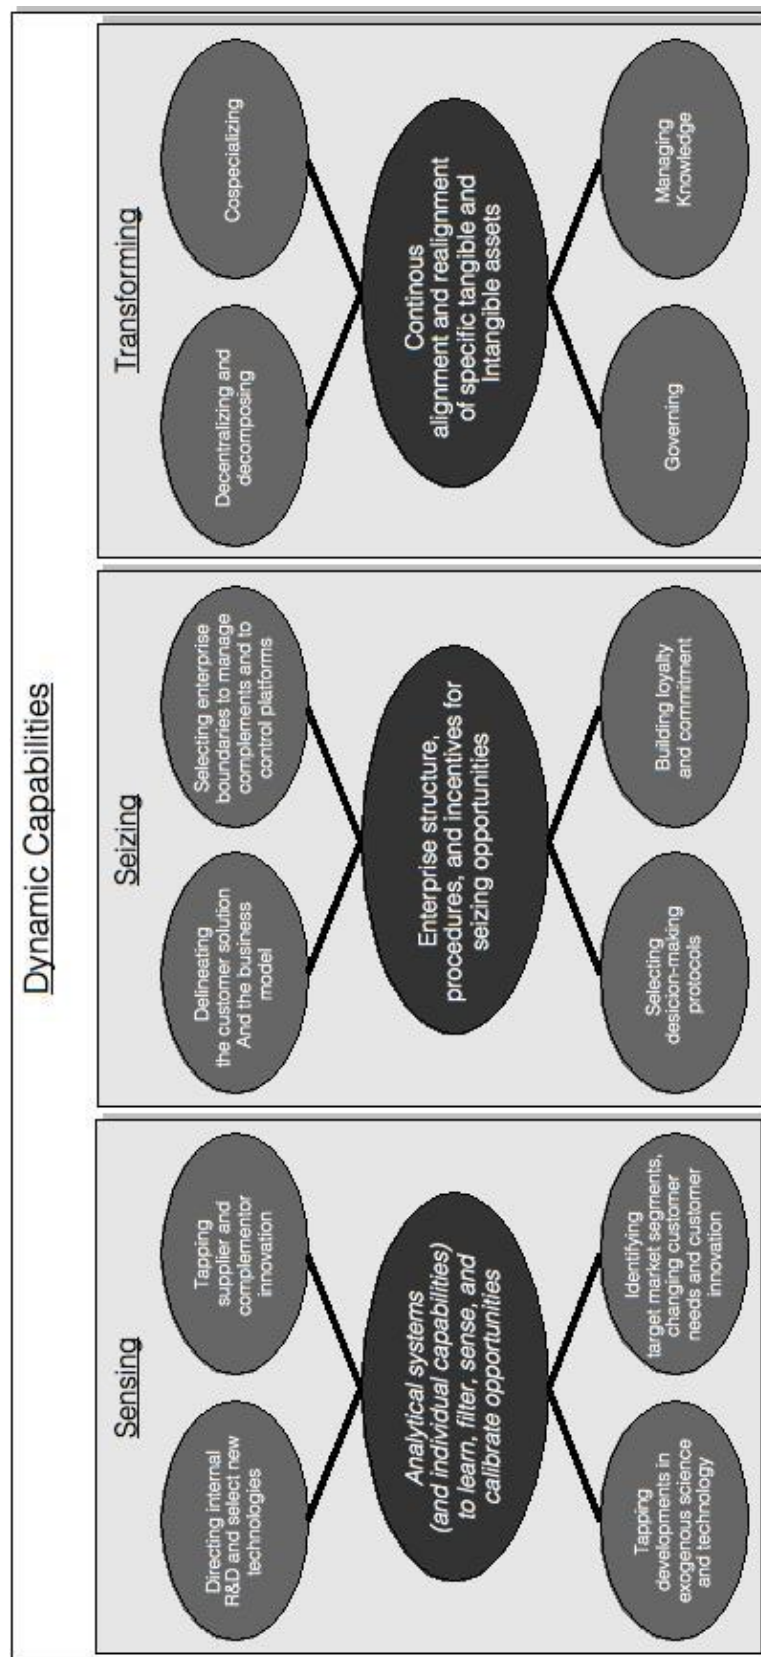 Dynamic Capabilities
Sensing
Directing internal
R&D and select new
technologies
Tapping
supplier and
complementor
innovation
Analytical systems
(and individual capabilities)
to learn, filter, sense, and
calibrate opportunities
Tapping
developments in
exogenous science
and technology
Identifying
target market segments,
changing customer
needs and customer
innovation
Seizing
Delineating
the customer solution
And the business
model
Selecting enterprise
boundaries to manage
complements and to
control platforms
Enterprise structure,
procedures, and incentives for
seizing opportunities
Selecting
desicion-making
protocols
Building loyalty
and commitment
Transforming
Decentralizing and
decomposing
Cospecializing
Continous
alignment and realignment
of specific tangible and
Intangible assets
Governing
Managing
Knowledge